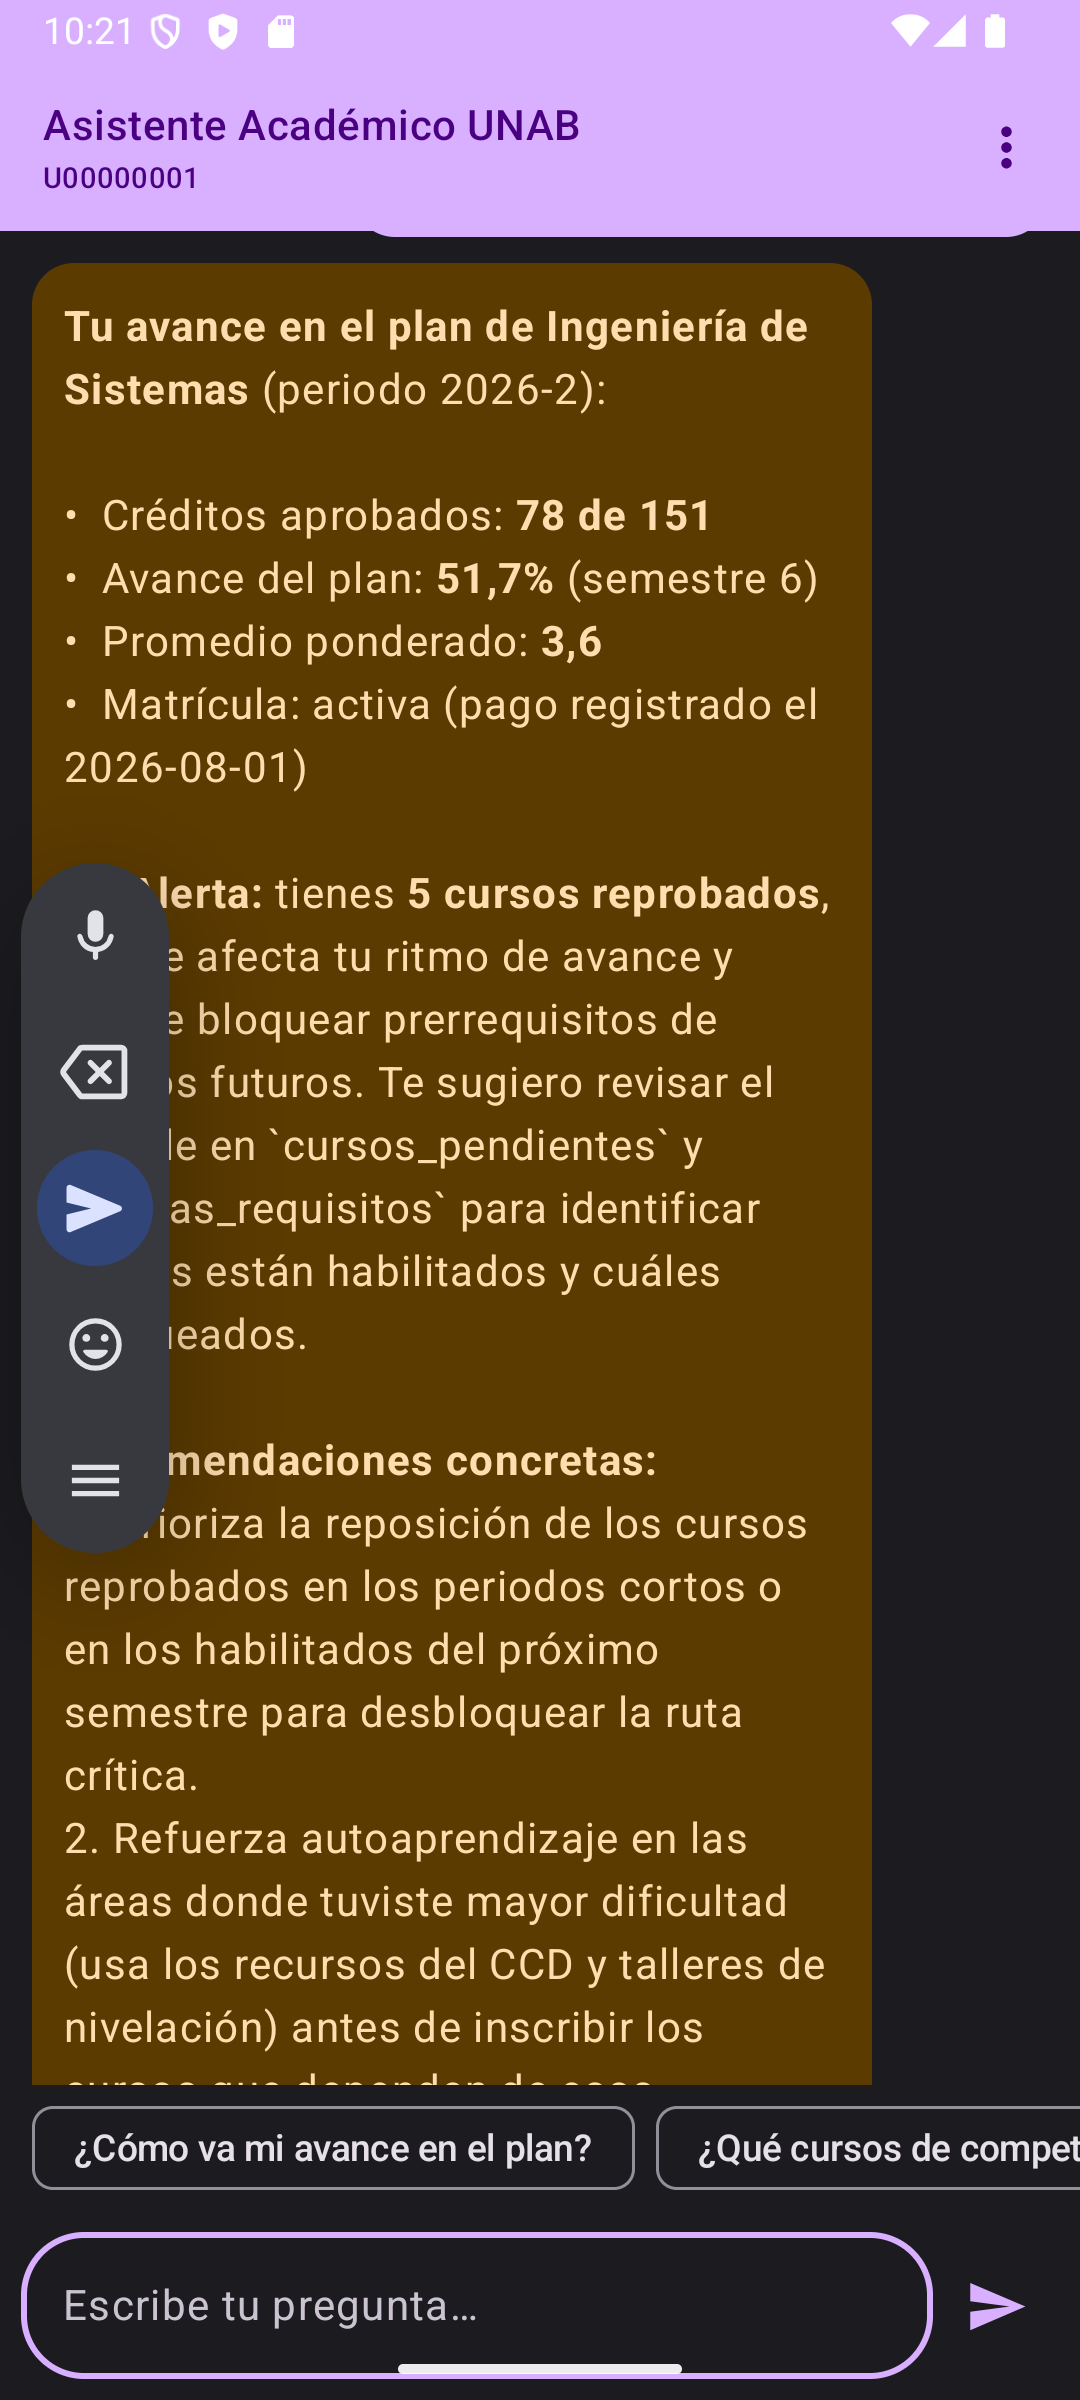 10:21
Asistente Académico UNAB
U00000001
Tu avance en el plan de Ingeniería de
Sistemas (periodo 2026-2):
• Créditos aprobados: 78 de 151
• Avance del plan: 51,7% (semestre 6)
• Promedio ponderado: 3,6
• Matrícula: activa (pago registrado el
2026-08-01)
lerta: tienes 5 cursos reprobados,
e afecta tu ritmo de avance y
e bloquear prerrequisitos de
os futuros. Te sugiero revisar el
le en `cursos_pendientes` y
as_requisitos` para identificar
s están habilitados y cuáles
ueados.
mendaciones concretas:
rioriza la reposición de los cursos
reprobados en los periodos cortos o
en los habilitados del próximo
semestre para desbloquear la ruta
crítica.
2. Refuerza autoaprendizaje en las
áreas donde tuviste mayor dificultad
(usa los recursos del CCD y talleres de
nivelación) antes de inscribir los
¿Cómo va mi avance en el plan?
¿Qué cursos de compet
Escribe tu pregunta…